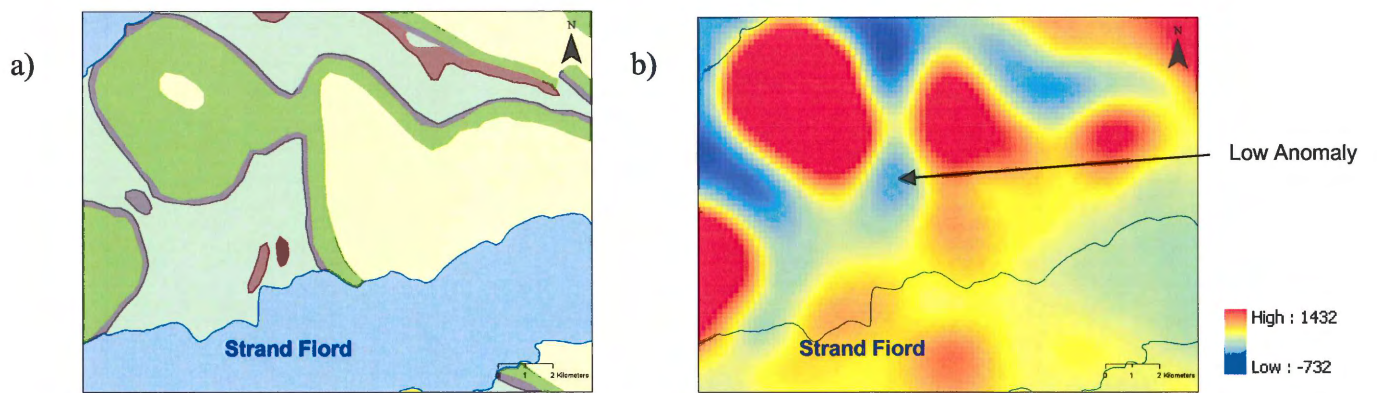 a)
N
Strand Fiord
0 1 2 Kilometers
b)
N
Low Anomaly
Strand Fiord
0 1 2 Kilometers
High : 1432
Low : -732